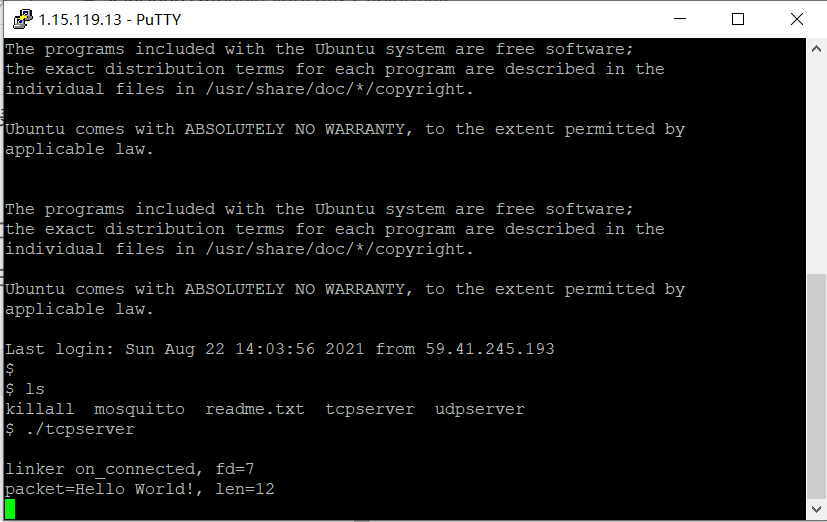 1.15.119.13 - PuTTY
The programs included with the Ubuntu system are free software;
the exact distribution terms for each program are described in the
individual files in /usr/share/doc/*/copyright.
Ubuntu comes with ABSOLUTELY NO WARRANTY, to the extent permitted by
applicable law.
The programs included with the Ubuntu system are free software;
the exact distribution terms for each program are described in the
individual files in /usr/share/doc/*/copyright.
Ubuntu comes with ABSOLUTELY NO WARRANTY, to the extent permitted by
applicable law.
Last login: Sun Aug 22 14:03:56 2021 from 59.41.245.193
$
$ ls
killall  mosquitto  readme.txt  tcpserver  udpserver
$ ./tcpserver
linker on_connected, fd=7
packet=Hello World!, len=12